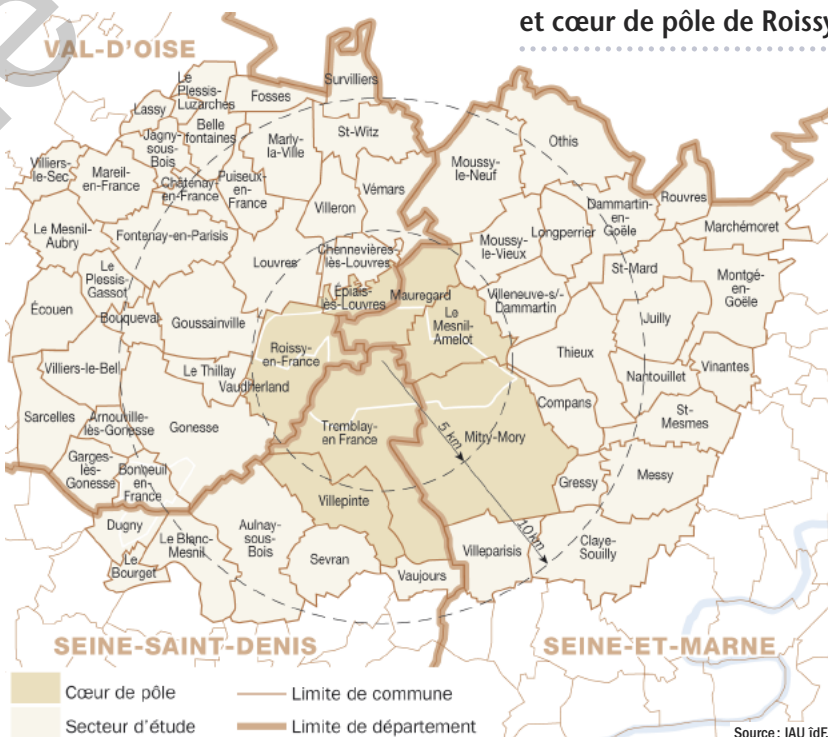 et cœur de pôle de Roissy
VAL-D'OISE
Survilliers
Le
Plessis-
Luzarches
Fosses
Lassy
Belle
fontaines
St-Witz
Othis
Jagny-
sous-
Bois
Marly-
la-Ville
Moussy-
le-Neuf
Villiers-
le-Sec
Mareil-
en-France
Châtenay-
en-France
Puiseux-
en-
France
Vémars
Rouvres
Villeron
Dammartin-
en-
Goële
Marchémoret
Le Mesnil-
Aubry
Fontenay-en-Parisis
Longperrier
Moussy-
le-Vieux
Chennevières-
lès-Louvres
Louvres
St-Mard
Montgé-
en-
Goële
Le
Plessis-
Gassot
Épiais-
lès-Louvres
Mauregard
Villeneuve-s/-
Dammartin
Écouen
Bouqueval
Goussainville
Le
Mesnil-
Amelot
Juilly
Roissy-
en-France
Thieux
Villiers-le-Bel
Le Thillay
Vaudherland
Nantouillet
Vinantes
Compans
Sarcelles
Arnouville-
lès-Gonesse
Gonesse
Tremblay-
en France
5 km
Mitry-Mory
St-
Mesmes
Garges-
lès-
Gonesse
Bonneuil
en-
France
Gressy
Messy
Villepinte
Dugny
Le Blanc-
Mesnil
Aulnay-
sous-
Bois
10 km
Claye-
Souilly
Le
Bourget
Sevran
Villeparisis
Vaujours
SEINE-SAINT-DENIS
SEINE-ET-MARNE
Cœur de pôle
Limite de commune
Secteur d'étude
Limite de département
Source : IAU îdF